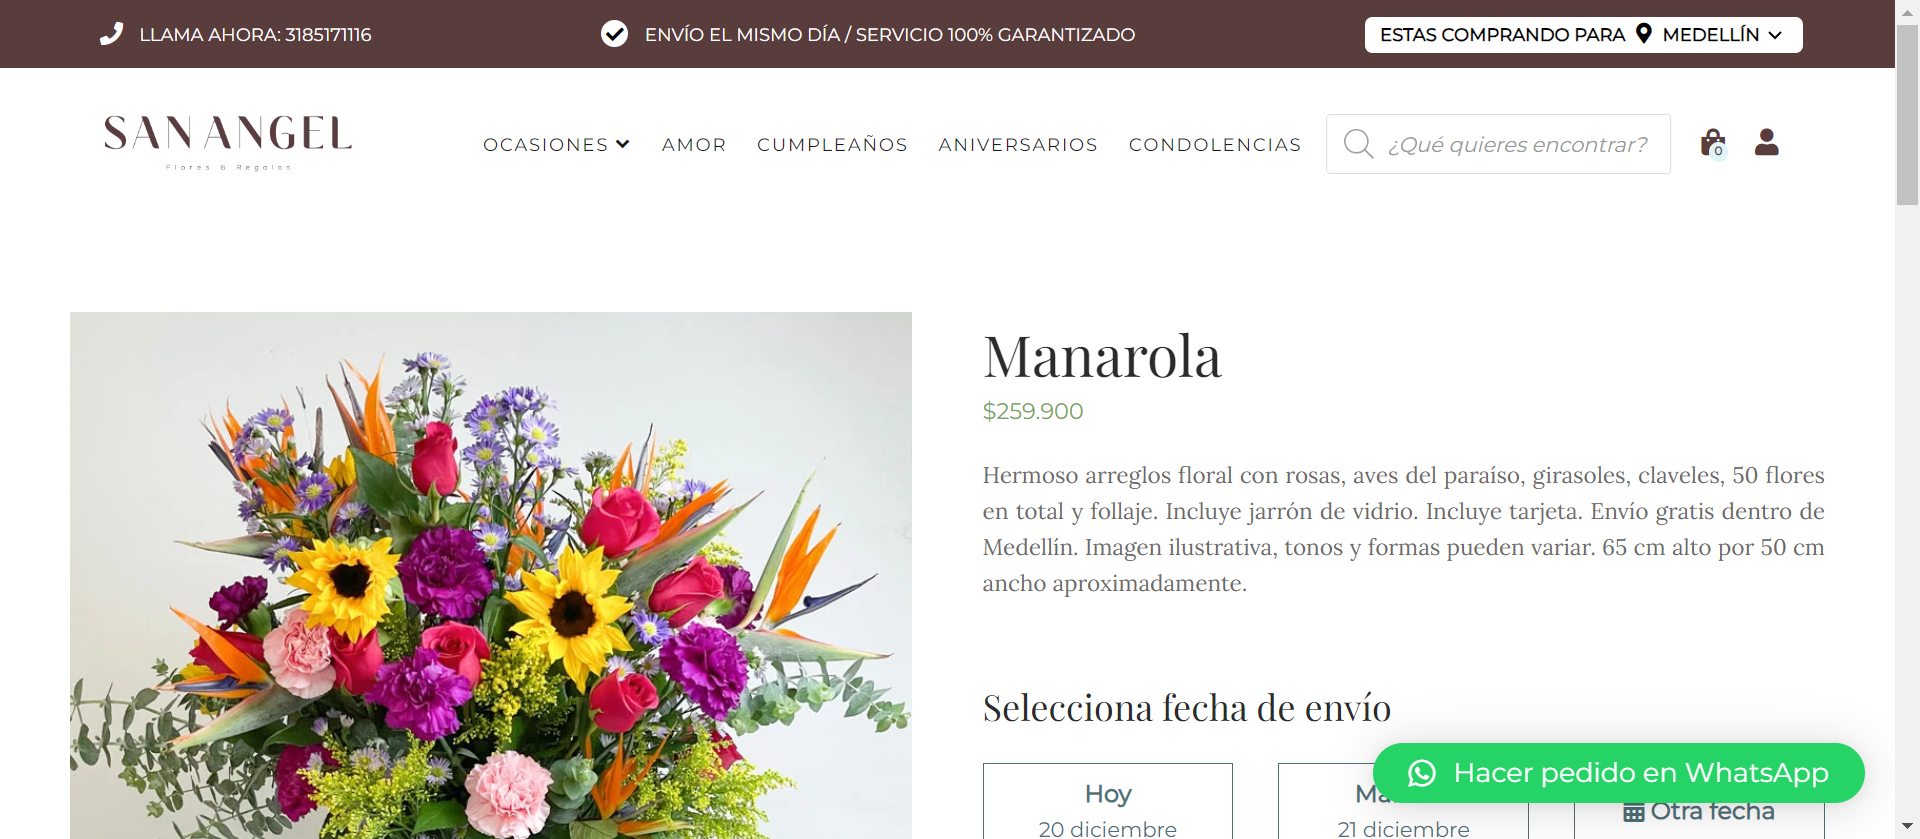 LLAMA AHORA: 3185171116
ENVÍO EL MISMO DÍA / SERVICIO 100% GARANTIZADO
ESTAS COMPRANDO PARA MEDELLÍN
SAN ANGEL
Flores & Regalos
OCASIONES
AMOR
CUMPLEAÑOS
ANIVERSARIOS
CONDOLENCIAS
¿Qué quieres encontrar?
0
Manarola
$259.900
Hermoso arreglos floral con rosas, aves del paraíso, girasoles, claveles, 50 flores
en total y follaje. Incluye jarrón de vidrio. Incluye tarjeta. Envío gratis dentro de
Medellín. Imagen ilustrativa, tonos y formas pueden variar. 65 cm alto por 50 cm
ancho aproximadamente.
Selecciona fecha de envío
Hacer pedido en WhatsApp
Hoy
20 diciembre
21 diciembre
Otra fecha